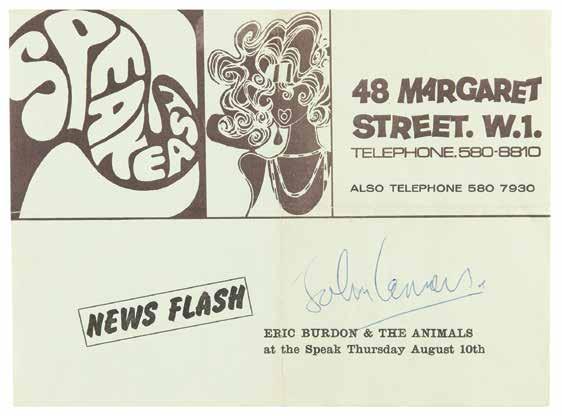 SPEAKEASY
48 MARGARET
STREET. W.1.
TELEPHONE.580-8810
ALSO TELEPHONE 580 7930
John Lennon.
NEWS FLASH
ERIC BURDON & THE ANIMALS
at the Speak Thursday August 10th